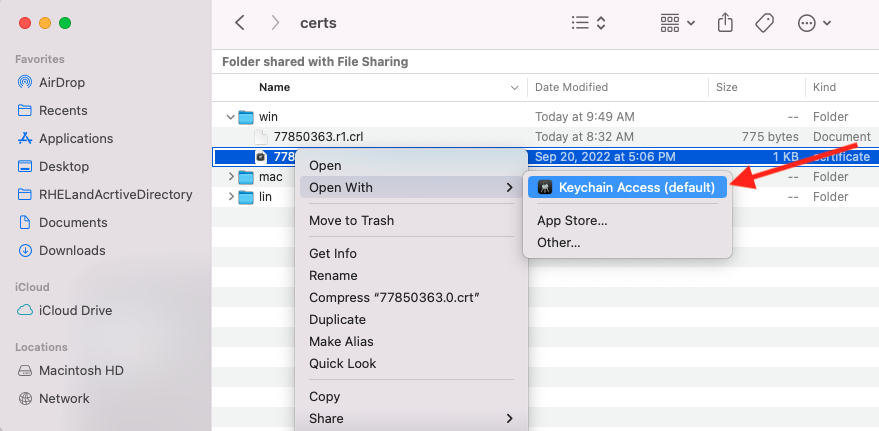 certs
Favorites
AirDrop
Recents
Applications
Desktop
RHELandAcrtiveDirectory
Documents
Downloads
iCloud
iCloud Drive
Locations
Macintosh HD
Network
Folder shared with File Sharing
Name Date Modified Size Kind
win Today at 9:49 AM -- Folder
77850363.r1.crl Today at 8:32 AM 775 bytes Document
778 Sep 20, 2022 at 5:06 PM 1 KB certificate
mac -- Folder
lin -- Folder
Open
Open With
Move to Trash
Get Info
Rename
Compress “77850363.0.crt”
Duplicate
Make Alias
Quick Look
Copy
Share
Keychain Access (default)
App Store...
Other...